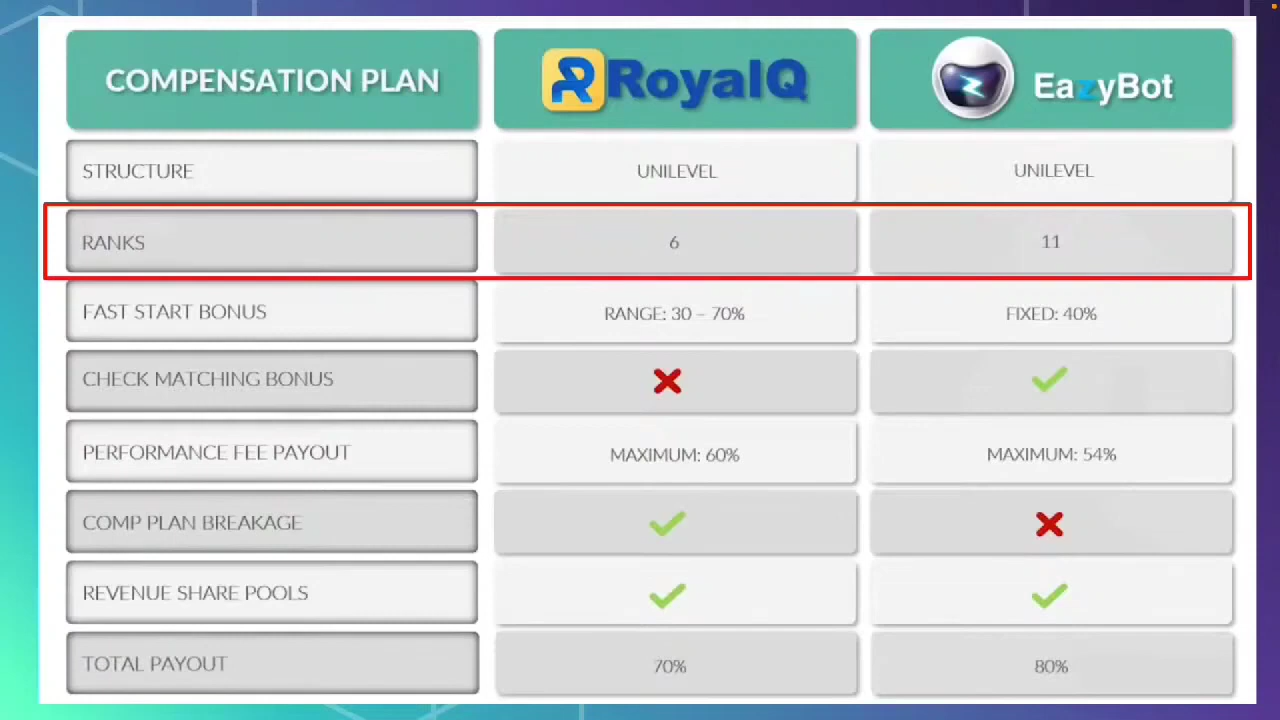 COMPENSATION PLAN RoyalQ EazyBot
STRUCTURE UNILEVEL UNILEVEL
RANKS 6 11
FAST START BONUS RANGE: 30 – 70% FIXED: 40%
CHECK MATCHING BONUS
PERFORMANCE FEE PAYOUT MAXIMUM: 60% MAXIMUM: 54%
COMP PLAN BREAKAGE
REVENUE SHARE POOLS
TOTAL PAYOUT 70% 80%